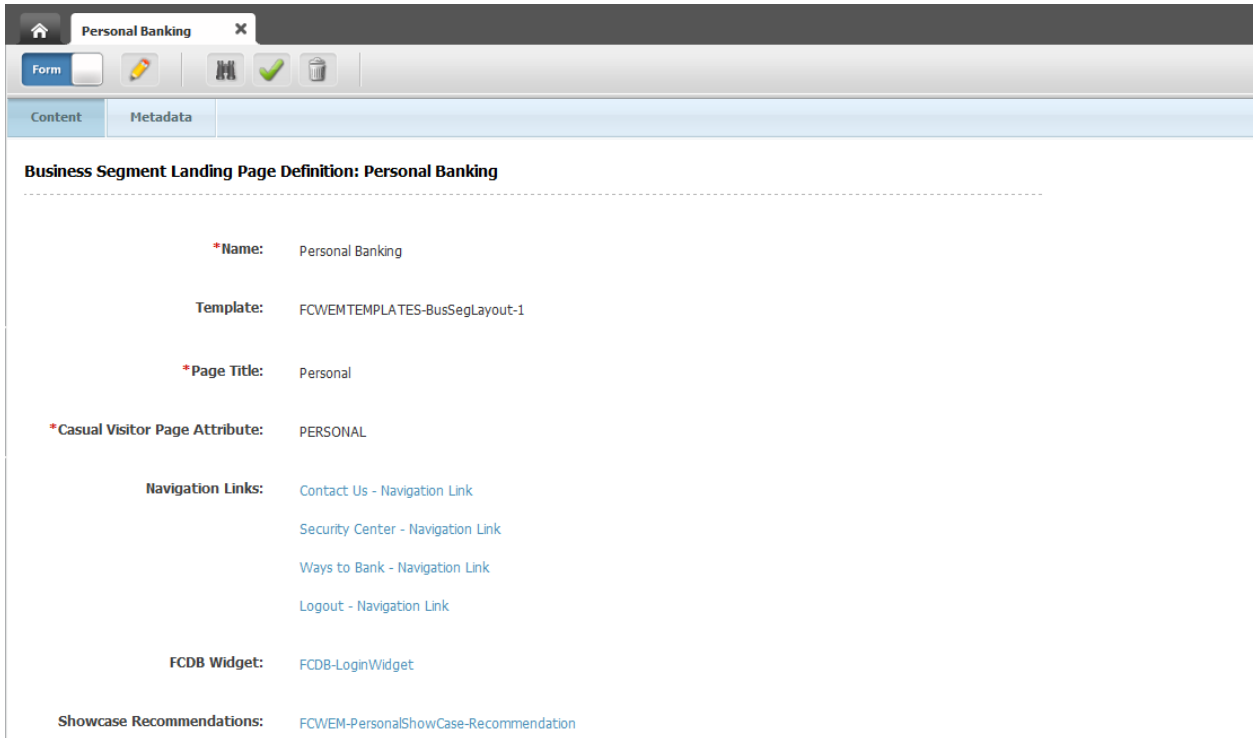 Personal Banking
Form
Content Metadata
Business Segment Landing Page Definition: Personal Banking
*Name: Personal Banking
Template: FCWEMTEMPLATES-BusSegLayout-1
*Page Title: Personal
*Casual Visitor Page Attribute: PERSONAL
Navigation Links: Contact Us - Navigation Link
Security Center - Navigation Link
Ways to Bank - Navigation Link
Logout - Navigation Link
FCDB Widget: FCDB-LoginWidget
Showcase Recommendations: FCWEM-PersonalShowCase-Recommendation